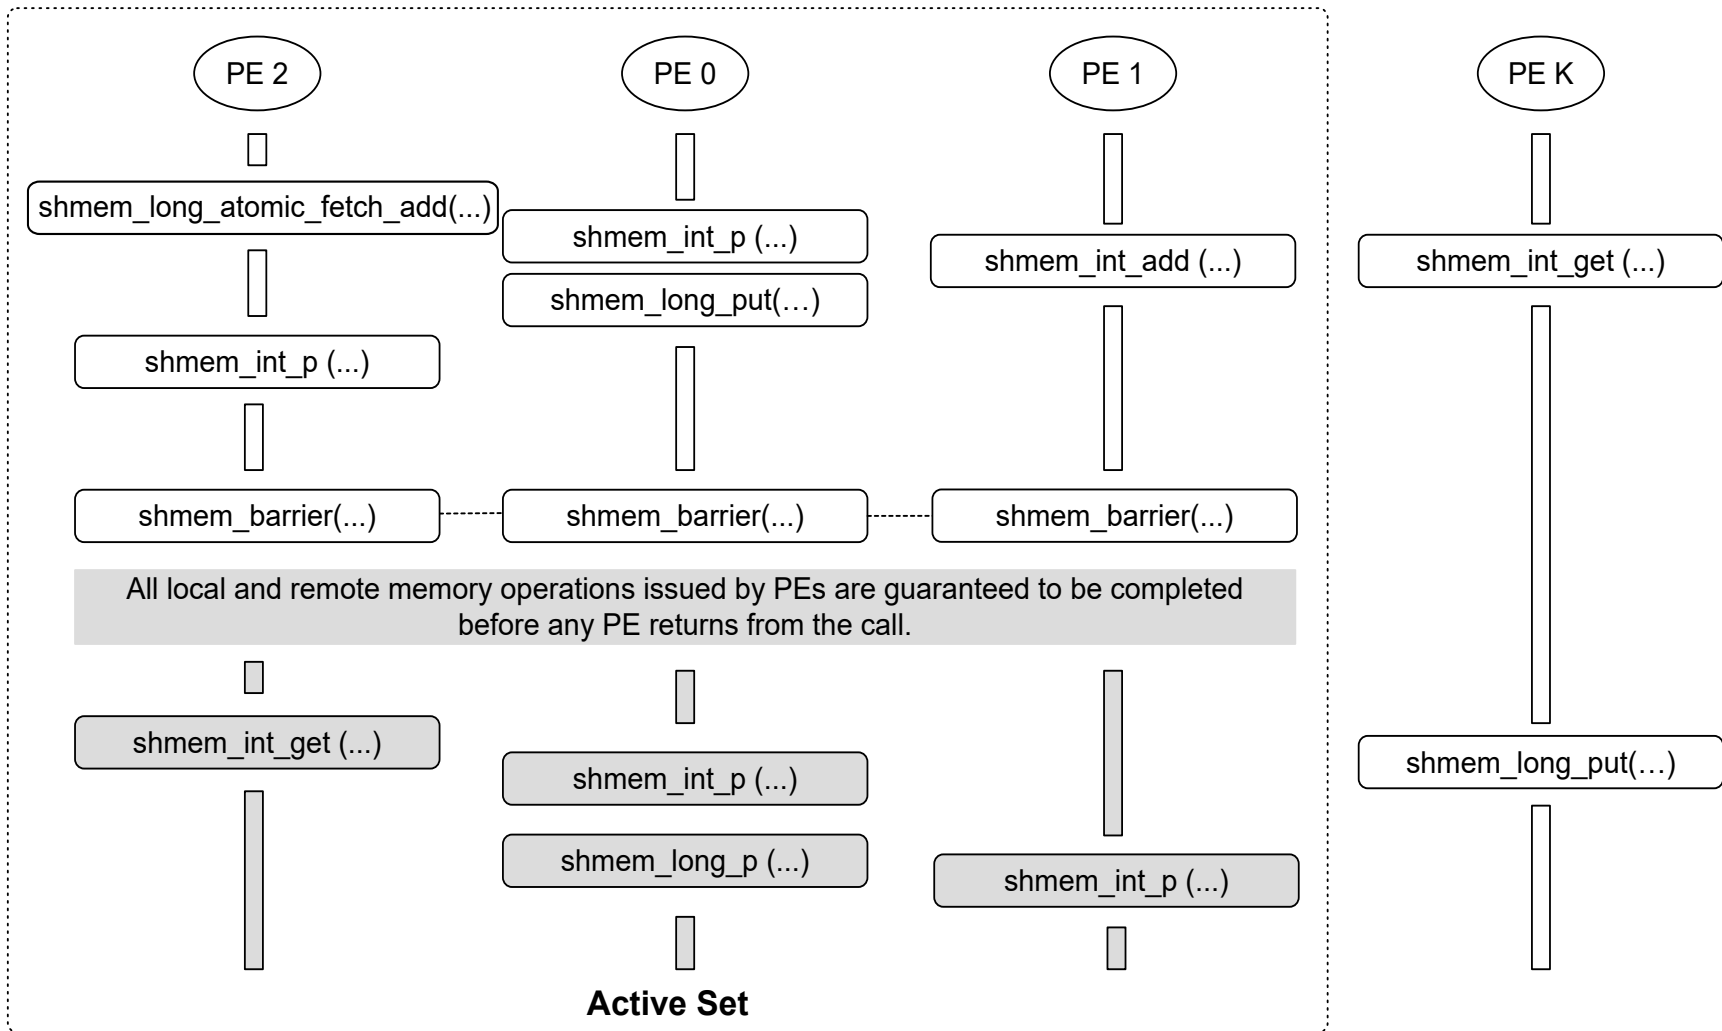 PE 2
PE 0
PE 1
PE K
shmem_long_atomic_fetch_add(...)
shmem_int_p (...)
shmem_int_add (...)
shmem_int_get (...)
shmem_long_put(…)
shmem_int_p (...)
shmem_barrier(...)
shmem_barrier(...)
shmem_barrier(...)
All local and remote memory operations issued by PEs are guaranteed to be completed
before any PE returns from the call.
shmem_int_get (...)
shmem_int_p (...)
shmem_long_put(…)
shmem_long_p (...)
shmem_int_p (...)
Active Set